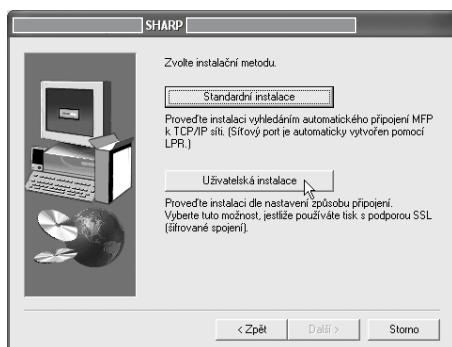 SHARP
Zvolte instalační metodu.
Standardní instalace
Proveďte instalaci vyhledáním automatického připojení MFP
k TCP/IP síti. (Síťový port je automaticky vytvořen pomocí
LPR.)
Uživatelská instalace
Proveďte instalaci dle nastavení způsobu připojení.
Vyberte tuto možnost, jestliže používáte tisk s podporou SSL
(šifrované spojení).
< Zpět
Další >
Storno